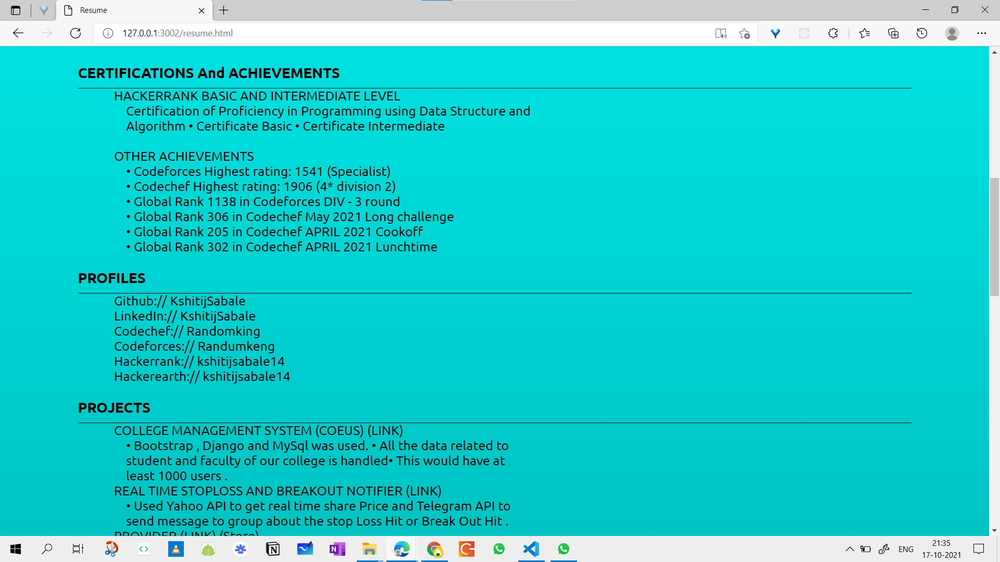 Resume
127.0.0.1:3002/resume.html
CERTIFICATIONS And ACHIEVEMENTS
HACKERRANK BASIC AND INTERMEDIATE LEVEL
Certification of Proficiency in Programming using Data Structure and
Algorithm • Certificate Basic • Certificate Intermediate
OTHER ACHIEVEMENTS
• Codeforces Highest rating: 1541 (Specialist)
• Codechef Highest rating: 1906 (4* division 2)
• Global Rank 1138 in Codeforces DIV - 3 round
• Global Rank 306 in Codechef May 2021 Long challenge
• Global Rank 205 in Codechef APRIL 2021 Cookoff
• Global Rank 302 in Codechef APRIL 2021 Lunchtime
PROFILES
Github:// KshitijSabale
LinkedIn:// KshitijSabale
Codechef:// Randomking
Codeforces:// Randumkeng
Hackerrank:// kshitijsabale14
Hackerearth:// kshitijsabale14
PROJECTS
COLLEGE MANAGEMENT SYSTEM (COEUS) (LINK)
• Bootstrap , Django and MySql was used. • All the data related to
student and faculty of our college is handled• This would have at
least 1000 users .
REAL TIME STOPLOSS AND BREAKOUT NOTIFIER (LINK)
• Used Yahoo API to get real time share Price and Telegram API to
send message to group about the stop Loss Hit or Break Out Hit .
PROVIDER (LINK) (Store)
ENG
21:35
17-10-2021